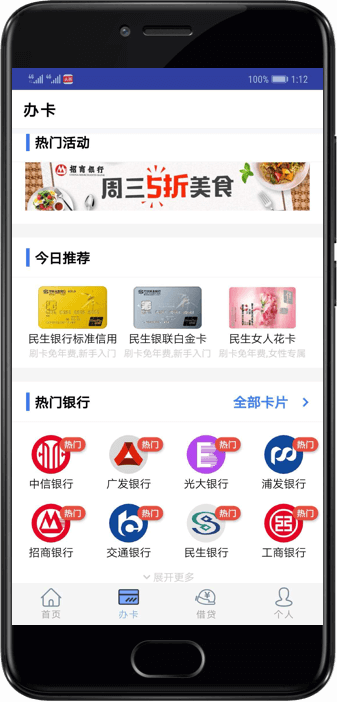 4G 4G 100% 1:12
办卡
热门活动
招商银行
周三5折美食
今日推荐
民生银行标准信用 民生银联白金卡 民生女人花卡
刷卡免年费,新手入门 刷卡免年费,新手入门 刷卡免年费,女性专属
热门银行 全部卡片
热门 热门 热门 热门
中信银行 广发银行 光大银行 浦发银行
热门 热门 热门 热门
招商银行 交通银行 民生银行 工商银行
展开更多
首页 办卡 借贷 个人